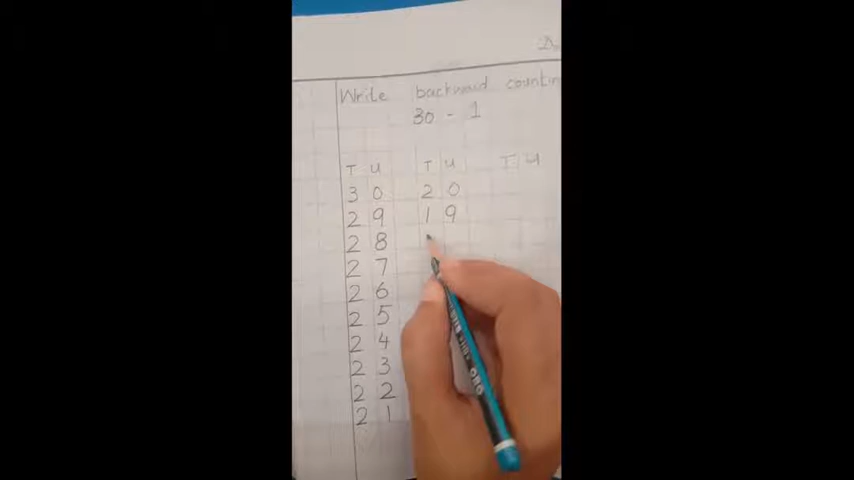 Write backward counting
30 - 1
T U T U T U
3 0 2 0
2 9 1 9
2 8
2 7
2 6
2 5
2 4
2 3
2 2
2 1